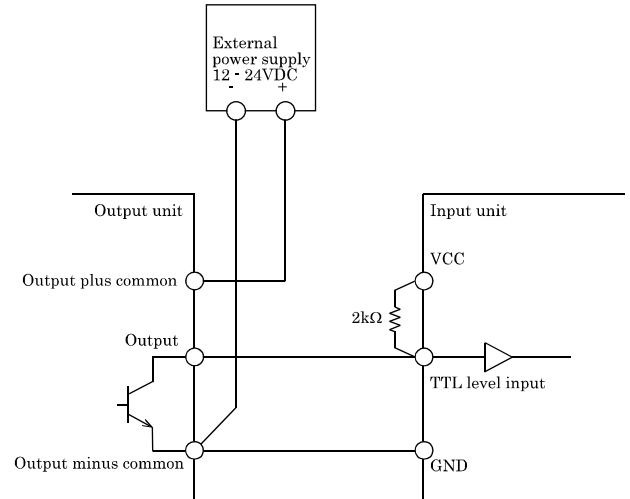 External
power supply
12 - 24VDC
- +
Output unit
Input unit
VCC
Output plus common
2kΩ
Output
TTL level input
Output minus common
GND